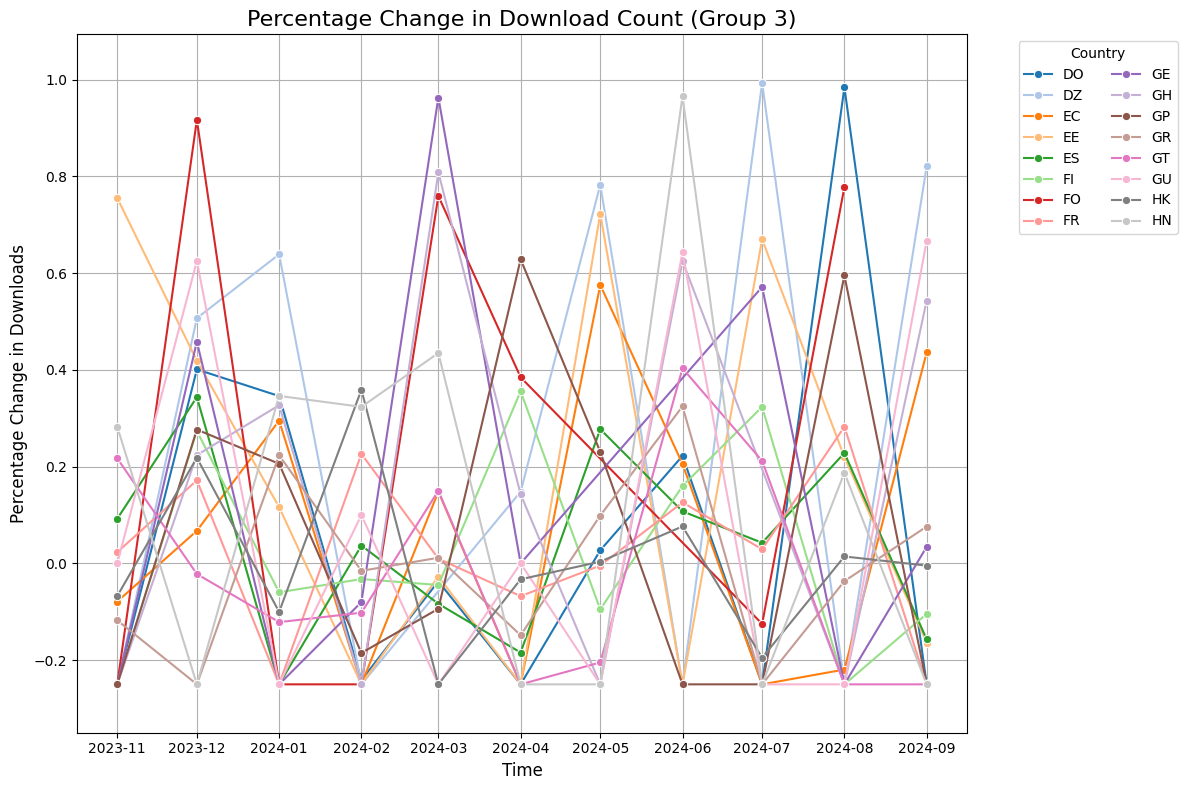 Percentage Change in Download Count (Group 3)
Percentage Change in Downloads
1.0
0.8
0.6
0.4
0.2
0.0
−0.2
2023-11 2023-12 2024-01 2024-02 2024-03 2024-04 2024-05 2024-06 2024-07 2024-08 2024-09
Time
Country
DO GE
DZ GH
EC GP
EE GR
ES GT
FI GU
FO HK
FR HN